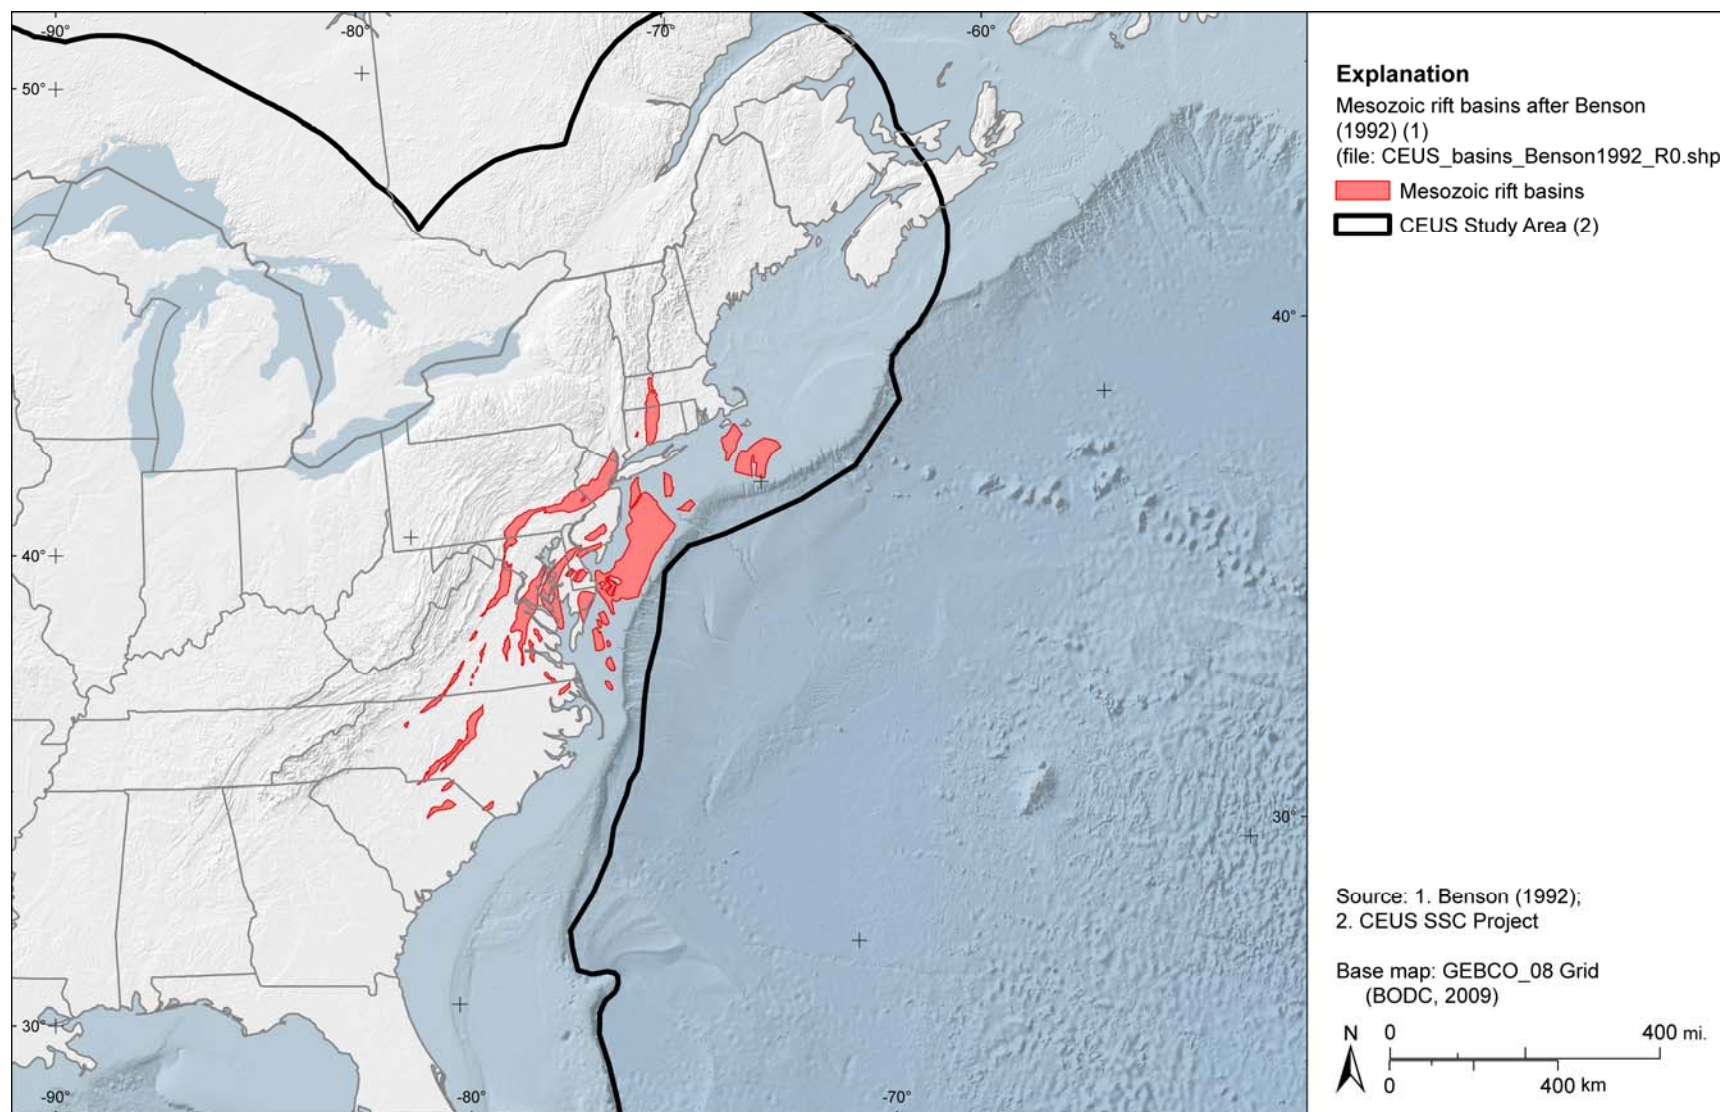 -90°
-80°
-70°
-60°
50°
40°
40°
30°
30°
-90°
-80°
-70°
Explanation
Mesozoic rift basins after Benson
(1992) (1)
(file: CEUS_basins_Benson1992_R0.shp
Mesozoic rift basins
CEUS Study Area (2)
Source: 1. Benson (1992);
2. CEUS SSC Project
Base map: GEBCO_08 Grid
(BODC, 2009)
N
0
400 mi.
0
400 km